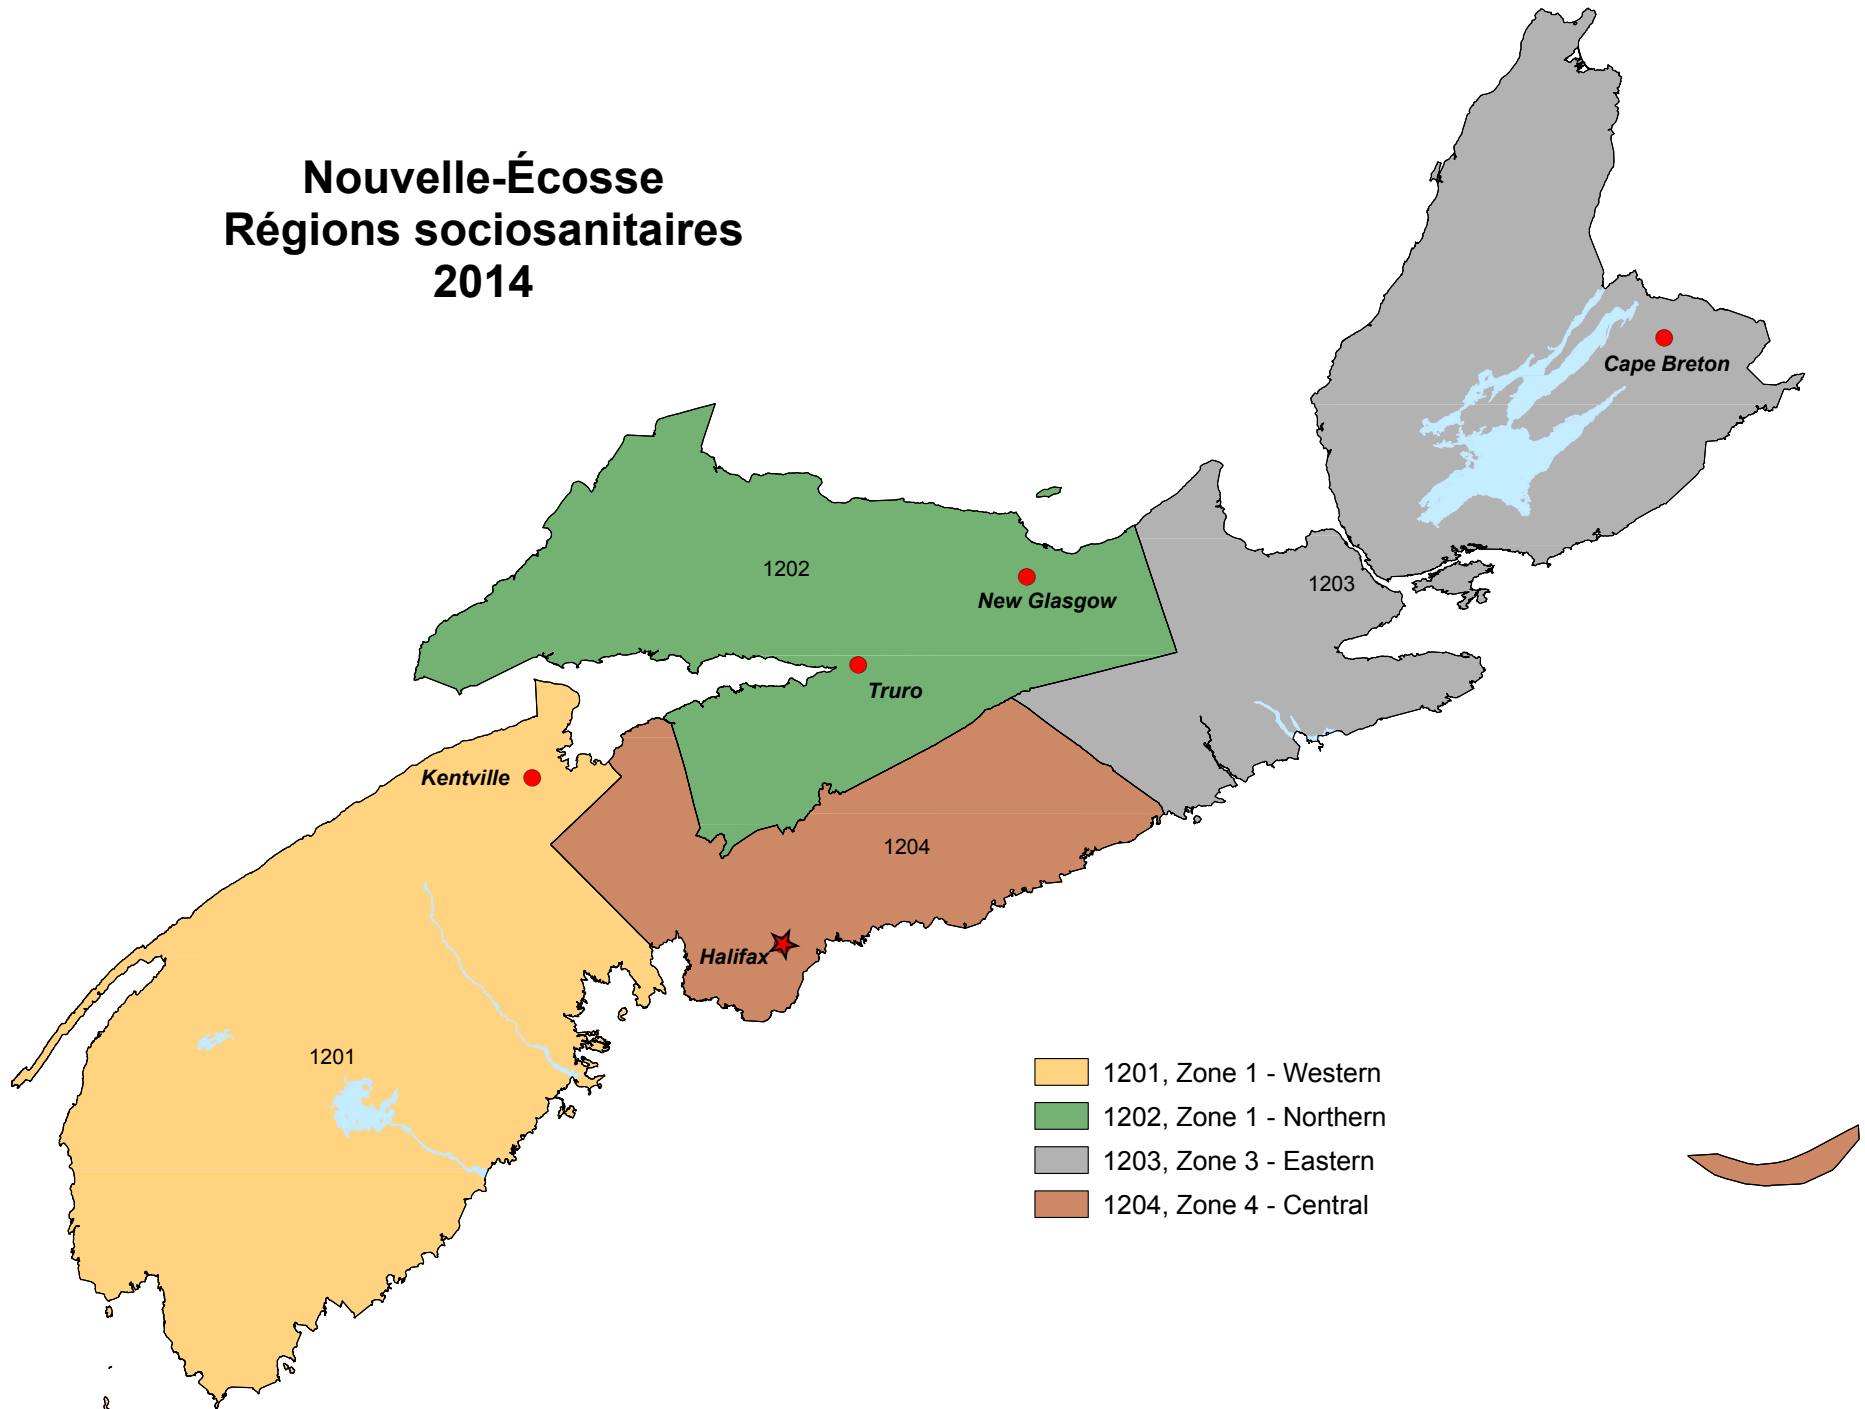 Nouvelle-Écosse
Régions sociosanitaires
2014
Cape Breton
1202
New Glasgow
1203
Truro
Kentville
1204
Halifax
1201
1201, Zone 1 - Western
1202, Zone 1 - Northern
1203, Zone 3 - Eastern
1204, Zone 4 - Central